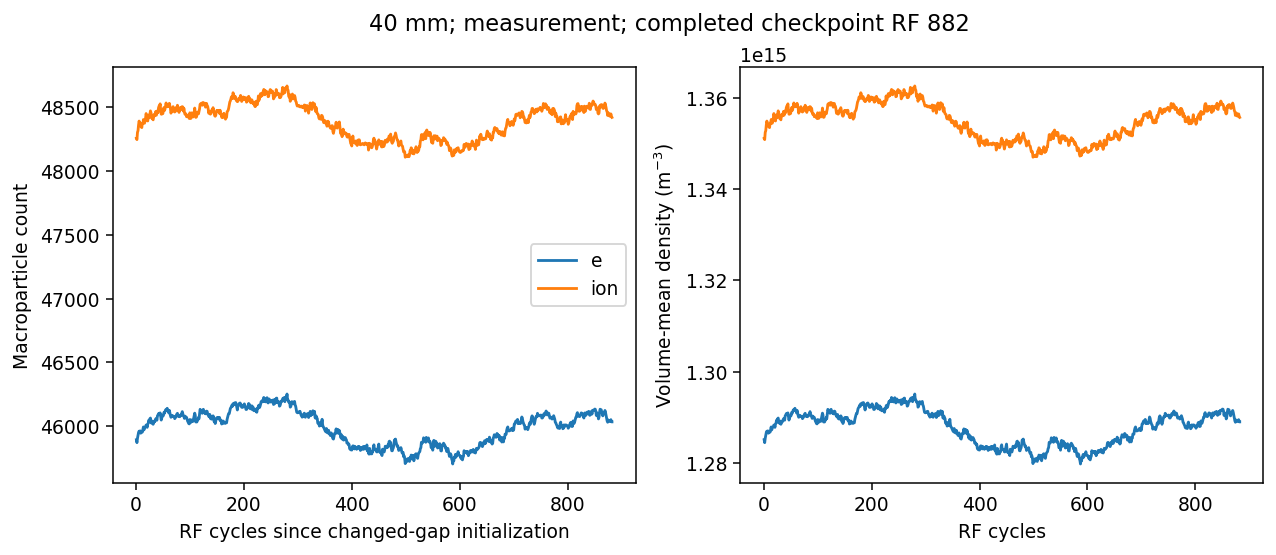 40 mm; measurement; completed checkpoint RF 882
Macroparticle count
48500
48000
47500
47000
46500
46000
0 200 400 600 800
RF cycles since changed-gap initialization
e
ion
1e15
Volume-mean density (m⁻³)
1.36
1.34
1.32
1.30
1.28
0 200 400 600 800
RF cycles